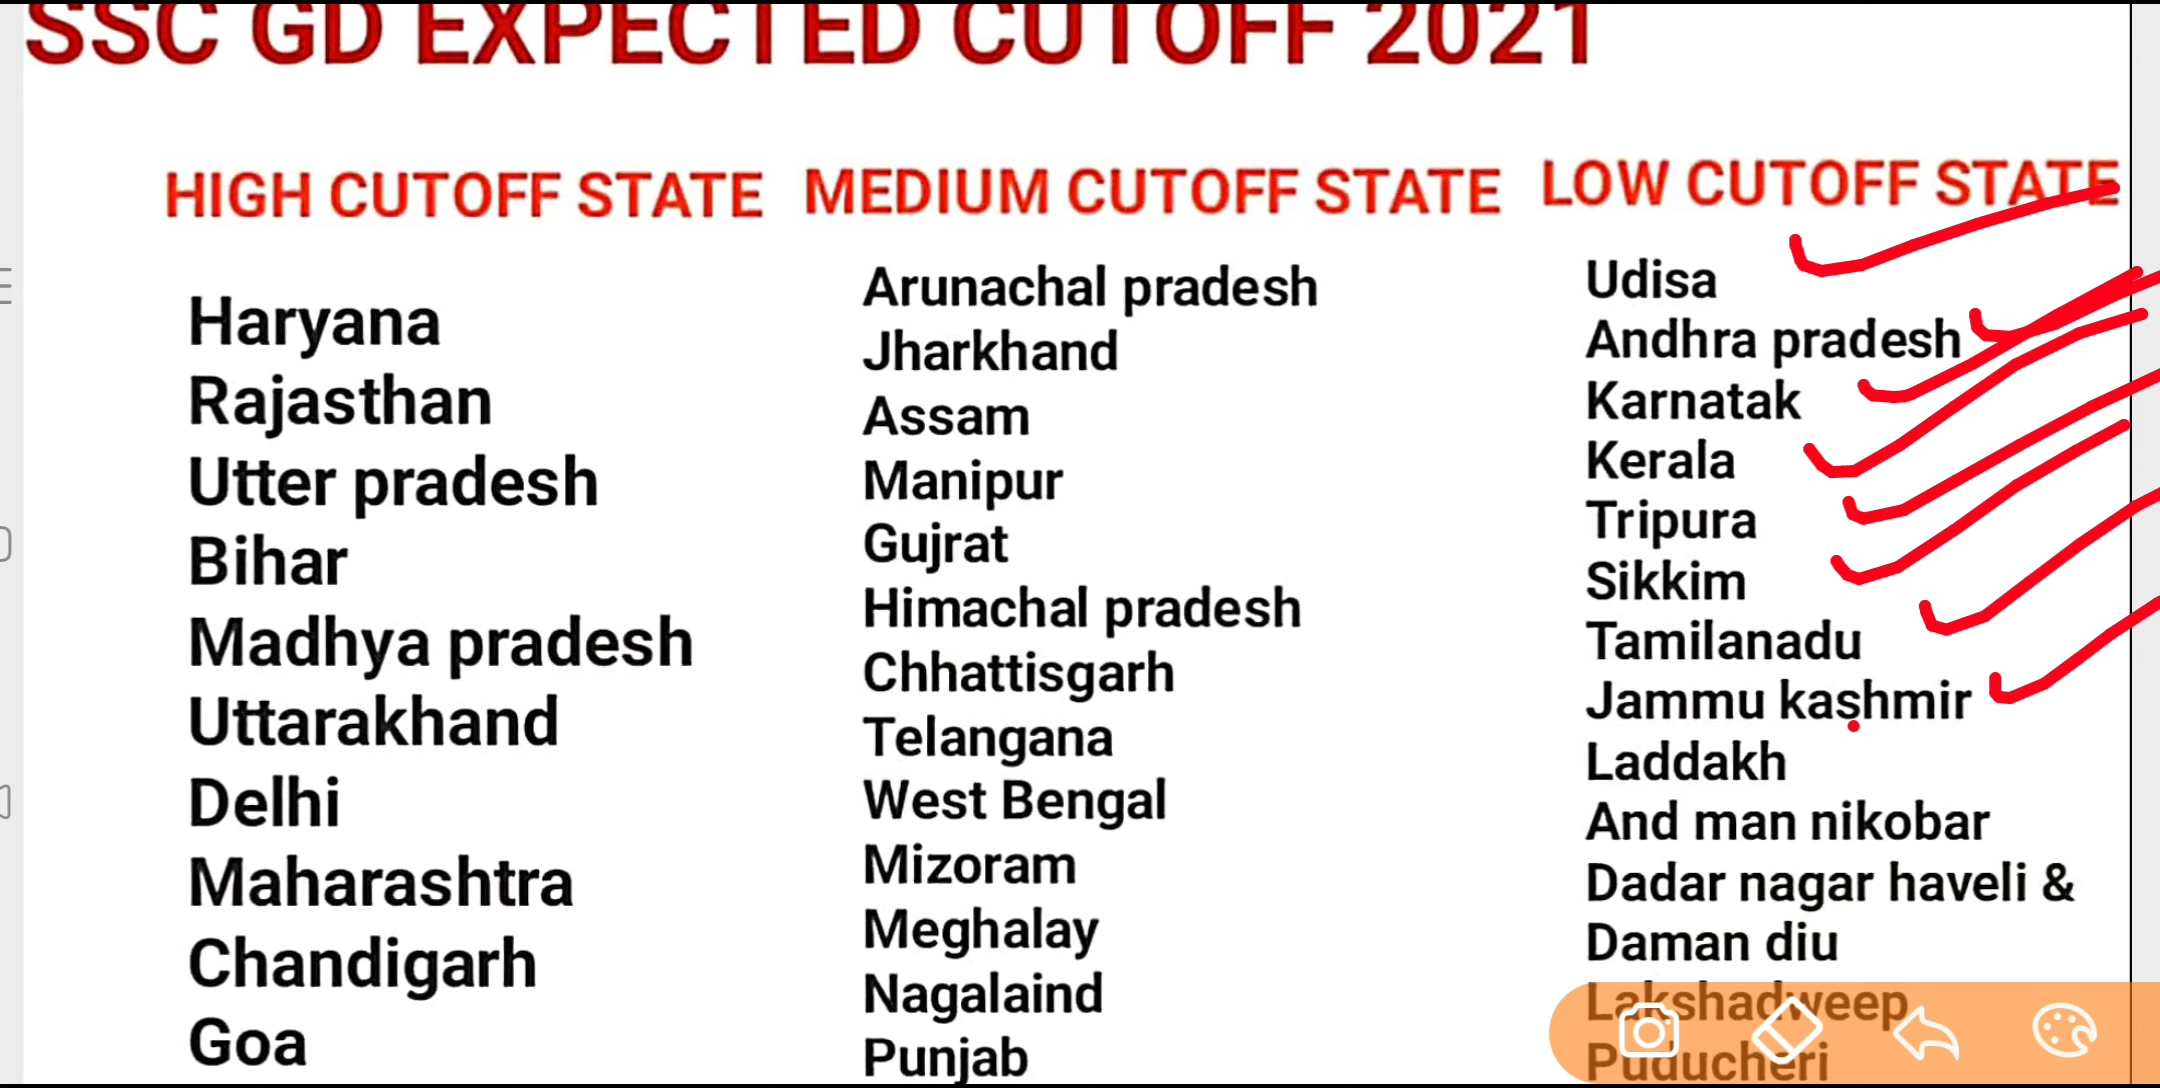 SSC GD EXPECTED CUTOFF 2021
HIGH CUTOFF STATE
Haryana
Rajasthan
Utter pradesh
Bihar
Madhya pradesh
Uttarakhand
Delhi
Maharashtra
Chandigarh
Goa
MEDIUM CUTOFF STATE
Arunachal pradesh
Jharkhand
Assam
Manipur
Gujrat
Himachal pradesh
Chhattisgarh
Telangana
West Bengal
Mizoram
Meghalay
Nagalaind
Punjab
LOW CUTOFF STATE
Udisa
Andhra pradesh
Karnatak
Kerala
Tripura
Sikkim
Tamilanadu
Jammu kashmir
Laddakh
And man nikobar
Dadar nagar haveli &
Daman diu
Lakshadweep
Puducheri